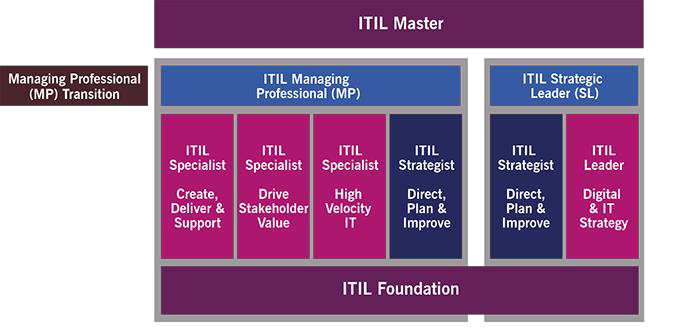 ITIL Master
Managing Professional
(MP) Transition
ITIL Managing
Professional (MP)
ITIL Strategic
Leader (SL)
ITIL
Specialist
Create,
Deliver &
Support
ITIL
Specialist
Drive
Stakeholder
Value
ITIL
Specialist
High
Velocity
IT
ITIL
Strategist
Direct,
Plan &
Improve
ITIL
Strategist
Direct,
Plan &
Improve
ITIL
Leader
Digital
& IT
Strategy
ITIL Foundation